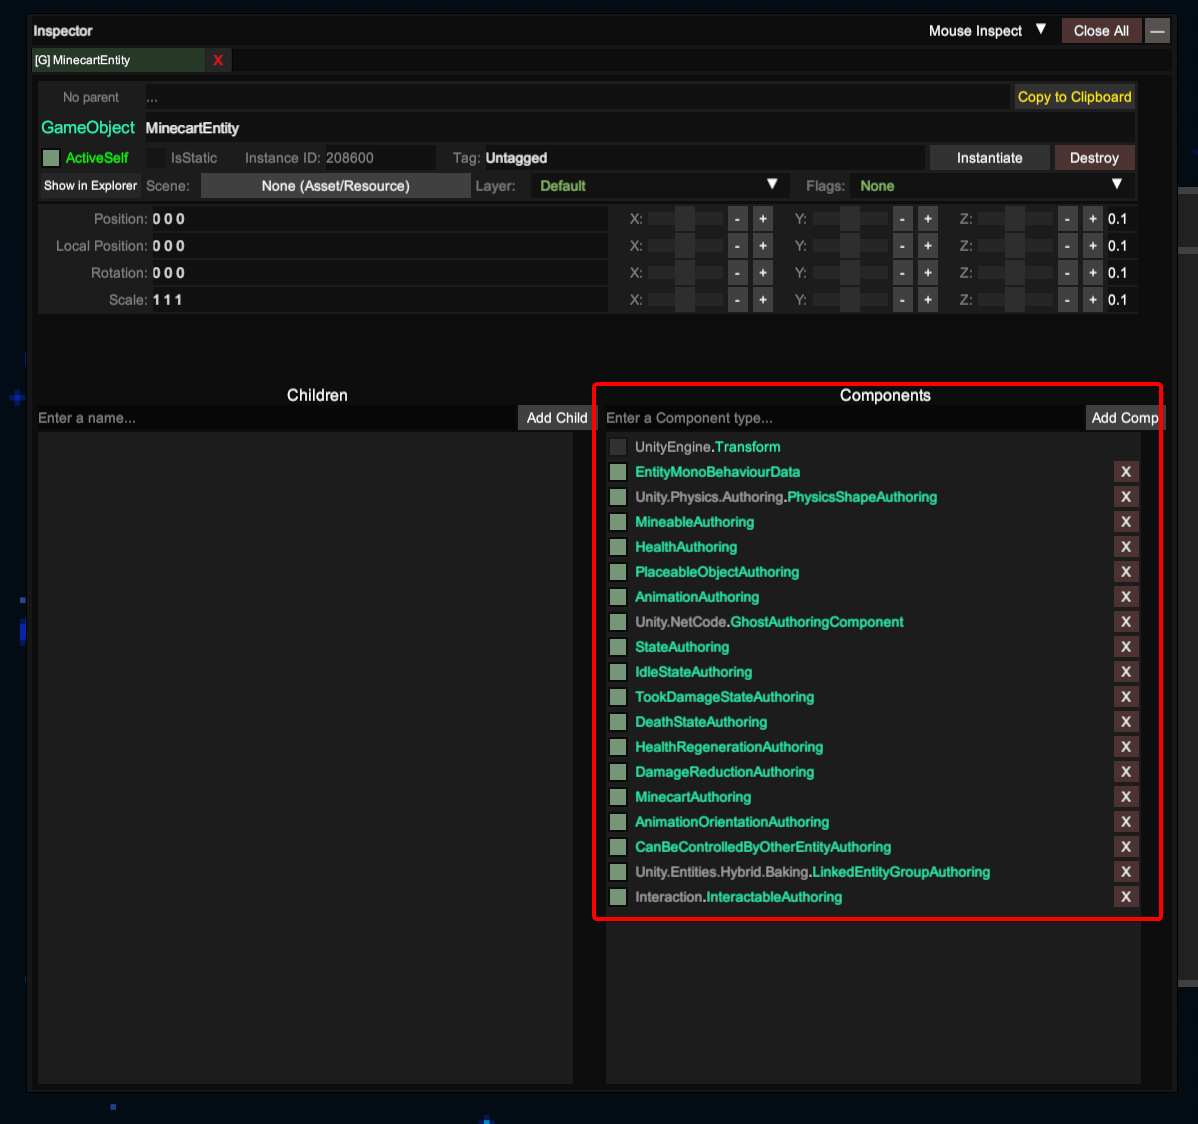 Inspector Mouse Inspect ▼ Close All —
[G] MinecartEntity X
No parent ... Copy to Clipboard
GameObject MinecartEntity
ActiveSelf IsStatic Instance ID: 208600 Tag: Untagged Instantiate Destroy
Show in Explorer Scene: None (Asset/Resource) Layer: Default ▼ Flags: None ▼
Position: 0 0 0 X: - + Y: - + Z: - + 0.1
Local Position: 0 0 0 X: - + Y: - + Z: - + 0.1
Rotation: 0 0 0 X: - + Y: - + Z: - + 0.1
Scale: 1 1 1 X: - + Y: - + Z: - + 0.1
Children
Enter a name... Add Child
Components
Enter a Component type... Add Comp
UnityEngine.Transform
EntityMonoBehaviourData X
Unity.Physics.Authoring.PhysicsShapeAuthoring X
MineableAuthoring X
HealthAuthoring X
PlaceableObjectAuthoring X
AnimationAuthoring X
Unity.NetCode.GhostAuthoringComponent X
StateAuthoring X
IdleStateAuthoring X
TookDamageStateAuthoring X
DeathStateAuthoring X
HealthRegenerationAuthoring X
DamageReductionAuthoring X
MinecartAuthoring X
AnimationOrientationAuthoring X
CanBeControlledByOtherEntityAuthoring X
Unity.Entities.Hybrid.Baking.LinkedEntityGroupAuthoring X
Interaction.InteractableAuthoring X